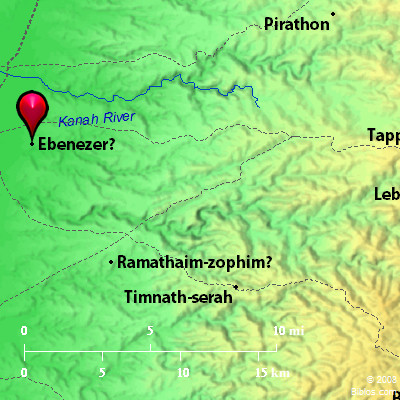 Pirathon
Kanah River
Ebenezer?
Tapp
Leb
Ramathaim-zophim?
Timnath-serah
0 5 10 mi
0 5 10 15 km
© 2003